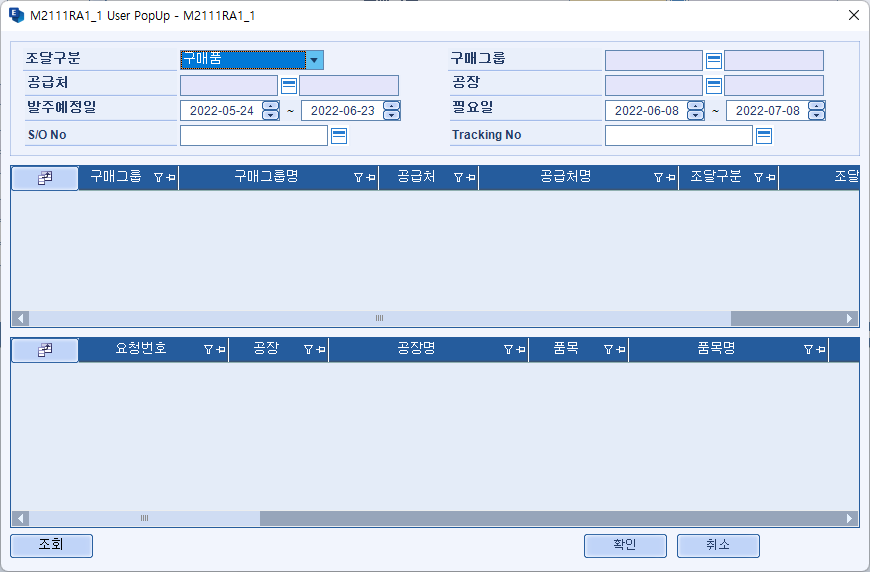 M2111RA1_1 User PopUp - M2111RA1_1
조달구분 구매품 구매그룹
공급처 공장
발주예정일 2022-05-24 ~ 2022-06-23 필요일 2022-06-08 ~ 2022-07-08
S/O No Tracking No
구매그룹 구매그룹명 공급처 공급처명 조달구분 조달
요청번호 공장 공장명 품목 품목명
조회 확인 취소